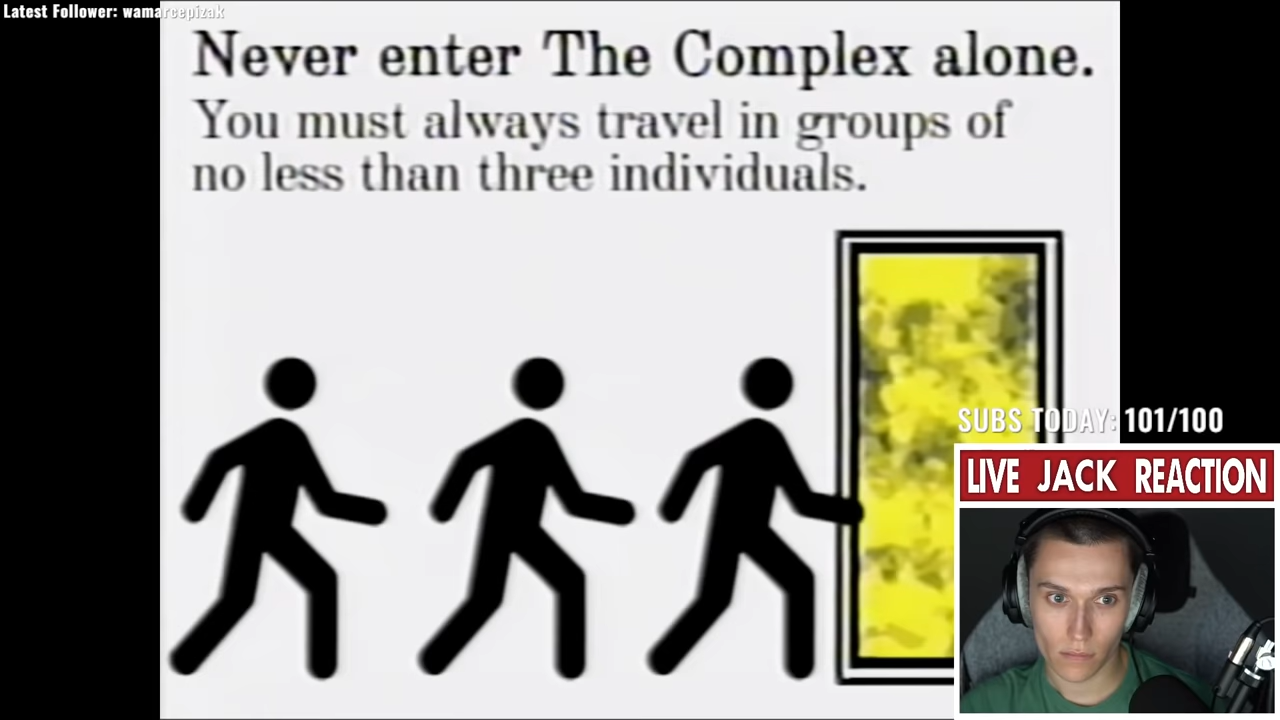 Latest Follower: wamarcepizak
Never enter The Complex alone.
You must always travel in groups of
no less than three individuals.
SUBS TODAY: 101/100
LIVE JACK REACTION